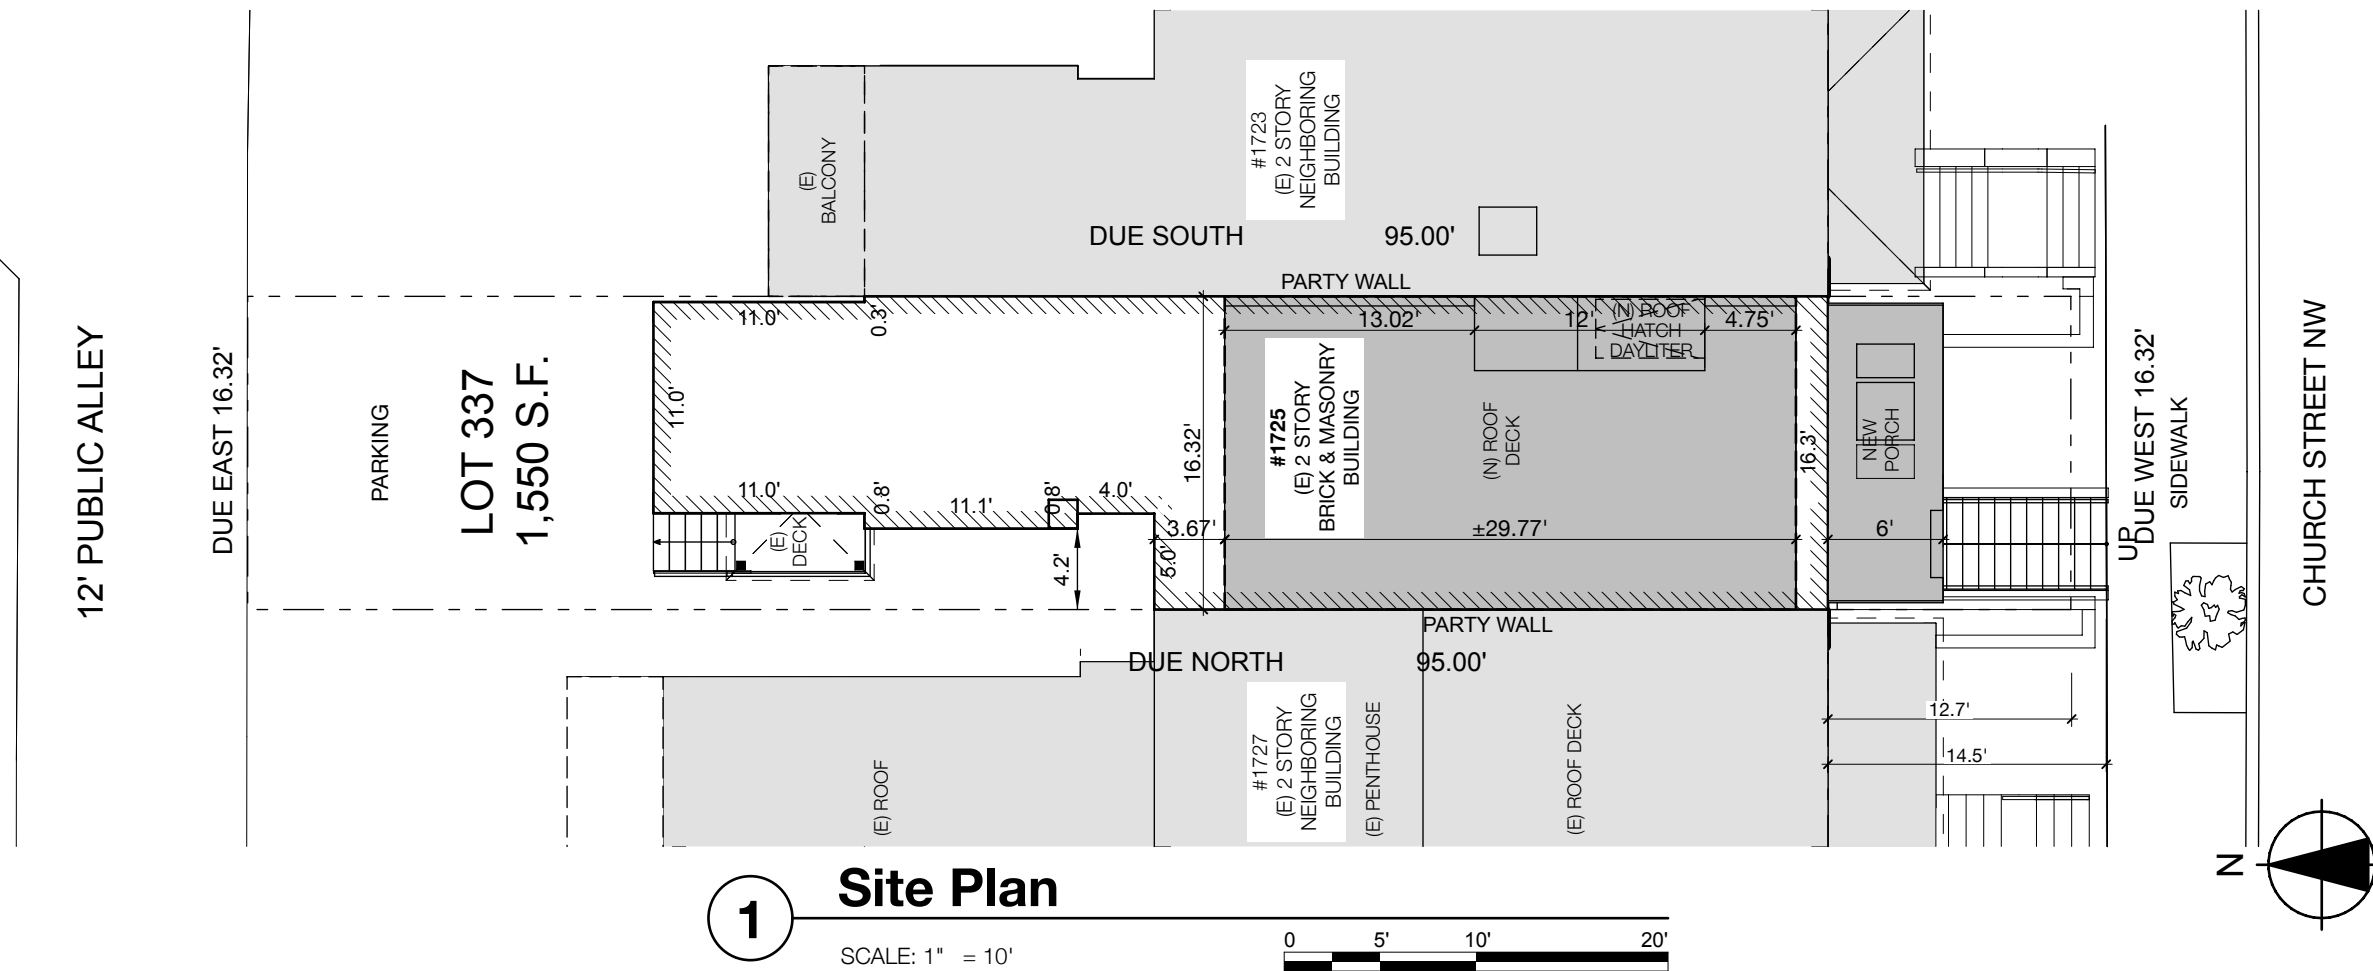 12' PUBLIC ALLEY
DUE EAST 16.32'
PARKING
LOT 337
1,550 S.F.
(E)
BALCONY
#1723
(E) 2 STORY
NEIGHBORING
BUILDING
DUE SOUTH 95.00'
PARTY WALL
11.0'
0.3'
11.0'
13.02'
12'
4.75'
(N) ROOF
HATCH
DAYLITER
#1725
(E) 2 STORY
BRICK & MASONRY
BUILDING
(N) ROOF
DECK
16.32'
16.3'
NEW
PORCH
11.0'
0.8'
11.1'
0.8'
4.0'
(E)
DECK
4.2'
5.0'
3.67'
±29.77'
6'
UP
DUE WEST 16.32'
SIDEWALK
CHURCH STREET NW
PARTY WALL
DUE NORTH 95.00'
#1727
(E) 2 STORY
NEIGHBORING
BUILDING
(E) ROOF
(E) PENTHOUSE
(E) ROOF DECK
12.7'
14.5'
N
1
Site Plan
SCALE: 1" = 10'
0 5' 10' 20'